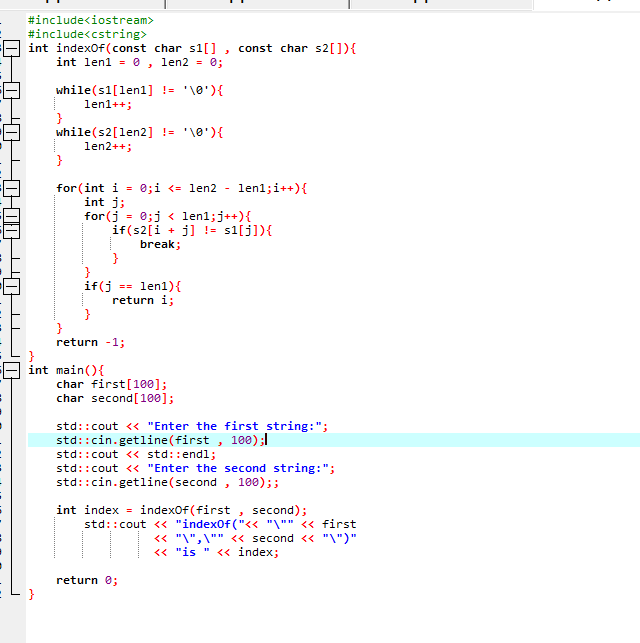 #include<iostream>
#include<cstring>
int indexOf(const char s1[] , const char s2[]){
    int len1 = 0 , len2 = 0;

    while(s1[len1] != '\0'){
        len1++;
    }
    while(s2[len2] != '\0'){
        len2++;
    }

    for(int i = 0;i <= len2 - len1;i++){
        int j;
        for(j = 0;j < len1;j++){
            if(s2[i + j] != s1[j]){
                break;
            }
        }
        if(j == len1){
            return i;
        }
    }
    return -1;
}
int main(){
    char first[100];
    char second[100];

    std::cout << "Enter the first string:";
    std::cin.getline(first , 100);
    std::cout << std::endl;
    std::cout << "Enter the second string:";
    std::cin.getline(second , 100);;

    int index = indexOf(first , second);
        std::cout << "indexOf("<< "\"" << first
                  << "\",\"" << second << "\")"
                  << "is " << index;

    return 0;
}